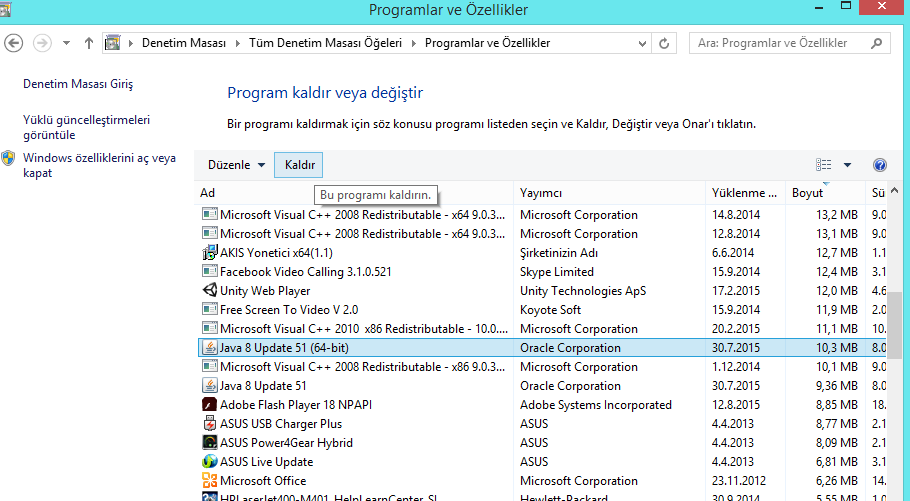 Programlar ve Özellikler
Denetim Masası Tüm Denetim Masası Öğeleri Programlar ve Özellikler
Ara: Programlar ve Özellikler
Denetim Masası Giriş
Yüklü güncelleştirmeleri
görüntüle
Windows özelliklerini aç veya
kapat
Program kaldır veya değiştir
Bir programı kaldırmak için söz konusu programı listeden seçin ve Kaldır, Değiştir veya Onar'ı tıklatın.
Düzenle Kaldır
Bu programı kaldırın.
Ad Yayımcı Yüklenme ... Boyut Sü
Microsoft Visual C++ 2008 Redistributable - x64 9.0.3... Microsoft Corporation 14.8.2014 13,2 MB 9.0
Microsoft Visual C++ 2008 Redistributable - x64 9.0.3... Microsoft Corporation 12.8.2014 13,1 MB 9.0
AKIS Yonetici x64(1.1) Şirketinizin Adı 6.6.2014 12,7 MB 1.1
Facebook Video Calling 3.1.0.521 Skype Limited 15.9.2014 12,4 MB 3.1
Unity Web Player Unity Technologies ApS 17.2.2015 12,0 MB 4.6
Free Screen To Video V 2.0 Koyote Soft 15.9.2014 11,9 MB 2.0
Microsoft Visual C++ 2010 x86 Redistributable - 10.0.... Microsoft Corporation 20.2.2015 11,1 MB 10.
Java 8 Update 51 (64-bit) Oracle Corporation 30.7.2015 10,3 MB 8.0
Microsoft Visual C++ 2008 Redistributable - x86 9.0.3... Microsoft Corporation 1.12.2014 10,1 MB 9.0
Java 8 Update 51 Oracle Corporation 30.7.2015 9,36 MB 8.0
Adobe Flash Player 18 NPAPI Adobe Systems Incorporated 12.8.2015 8,85 MB 18.
ASUS USB Charger Plus ASUS 4.4.2013 8,77 MB 2.1
ASUS Power4Gear Hybrid ASUS 4.4.2013 8,09 MB 2.1
ASUS Live Update ASUS 4.4.2013 6,81 MB 3.1
Microsoft Office Microsoft Corporation 23.11.2012 6,26 MB 14.
HPLaserJet400-M401_HelpLearnCenter_SI Hewlett-Packard 30.9.2014 5,55 MB 1.0